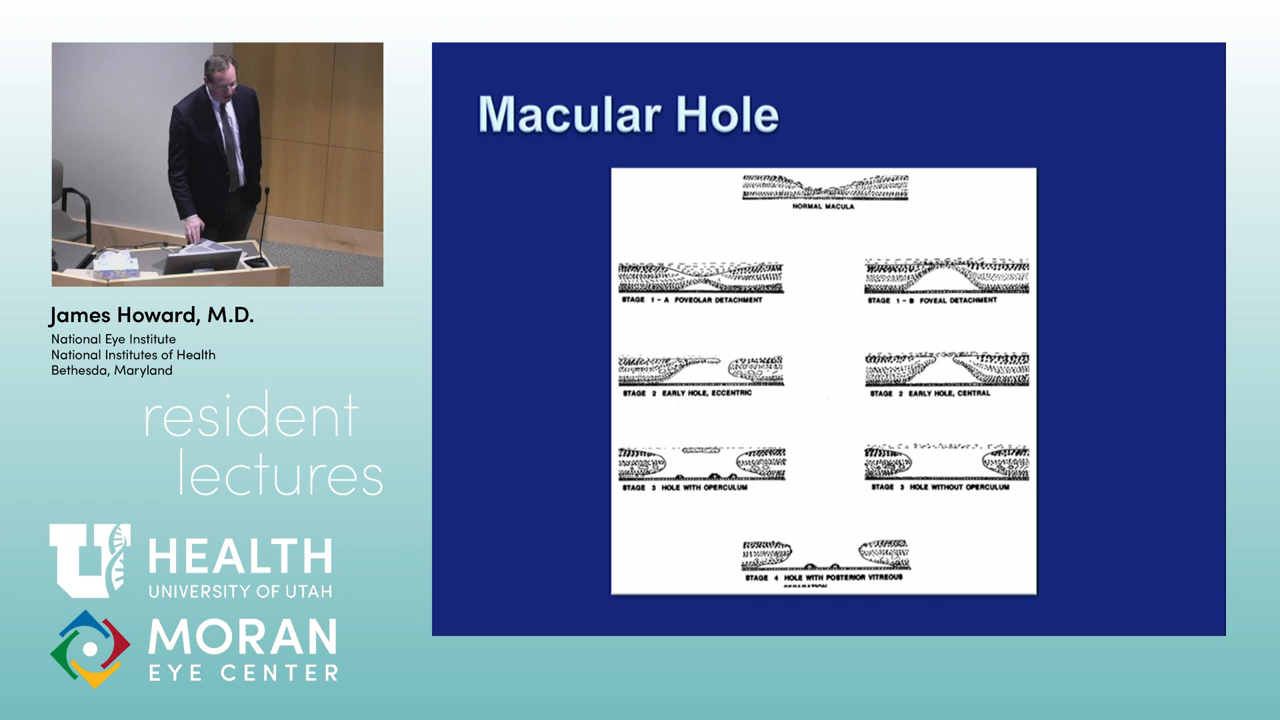 Macular Hole
NORMAL MACULA
STAGE 1-A FOVEOLAR DETACHMENT
STAGE 1-B FOVEAL DETACHMENT
STAGE 2 EARLY HOLE, ECCENTRIC
STAGE 2 EARLY HOLE, CENTRAL
STAGE 3 HOLE WITH OPERCULUM
STAGE 3 HOLE WITHOUT OPERCULUM
STAGE 4 HOLE WITH POSTERIOR VITREOUS
SEPARATION
James Howard, M.D.
National Eye Institute
National Institutes of Health
Bethesda, Maryland
resident
lectures
U
HEALTH
UNIVERSITY OF UTAH
MORAN
EYE CENTER